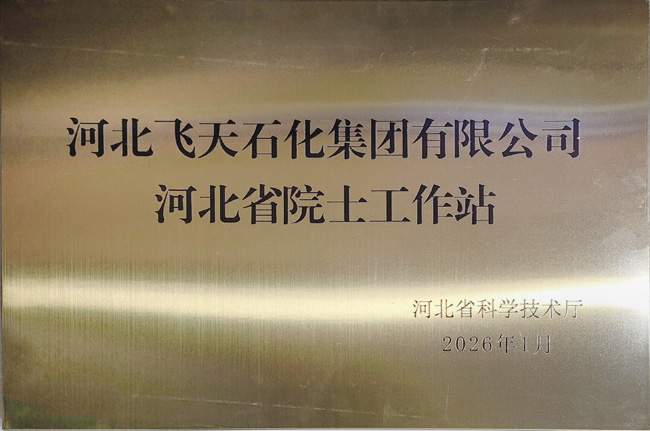 河北飞天石化集团有限公司
河北省院士工作站
河北省科学技术厅
2026年1月